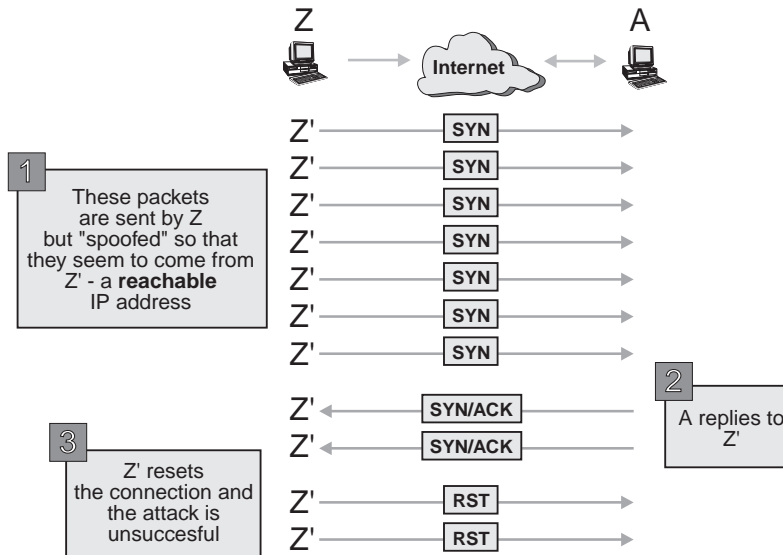 Z
A
Internet
Z' SYN
Z' SYN
Z' SYN
Z' SYN
Z' SYN
Z' SYN
Z' SYN
1
These packets
are sent by Z
but "spoofed" so that
they seem to come from
Z' - a reachable
IP address
2
A replies to
Z'
Z' SYN/ACK
Z' SYN/ACK
3
Z' resets
the connection and
the attack is
unsuccesful
Z' RST
Z' RST